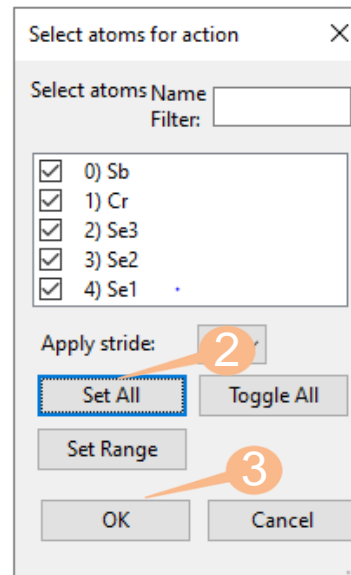 Select atoms for action
Select atoms Name
Filter:
0) Sb
1) Cr
2) Se3
3) Se2
4) Se1
Apply stride:
2
Set All Toggle All
Set Range
3
OK Cancel